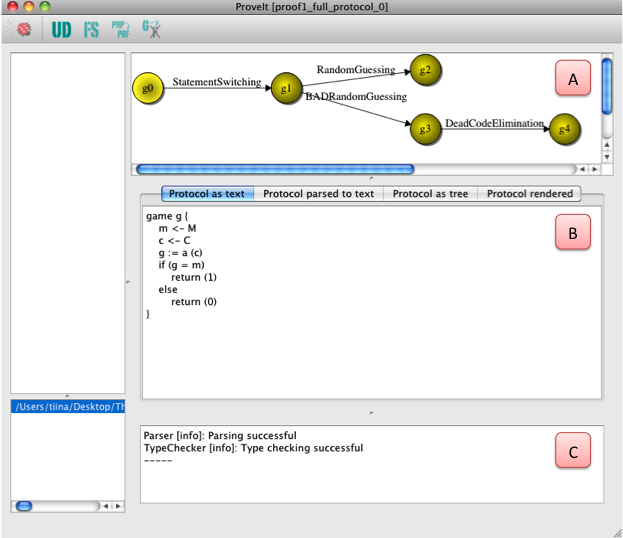 ProveIt [proof1_full_protocol_0]
UD FS PRP PRF G
g0 StatementSwitching g1 RandomGuessing g2
BADRandomGuessing
g3 DeadCodeElimination g4
A
Protocol as text Protocol parsed to text Protocol as tree Protocol rendered
game g {
m <- M
c <- C
g := a (c)
if (g = m)
return (1)
else
return (0)
}
B
/Users/tiina/Desktop/Th
Parser [info]: Parsing successful
TypeChecker [info]: Type checking successful
-----
C